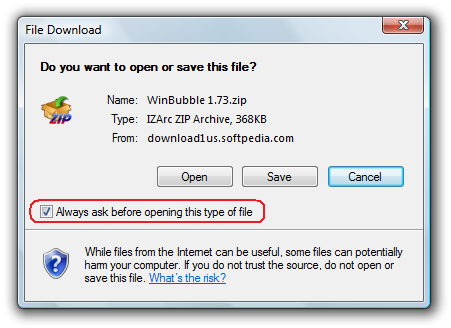 File Download
Do you want to open or save this file?
ZIP
Name: WinBubble 1.73.zip
Type: IZArc ZIP Archive, 368KB
From: download1us.softpedia.com
Open Save Cancel
Always ask before opening this type of file
While files from the Internet can be useful, some files can potentially
harm your computer. If you do not trust the source, do not open or
save this file. What's the risk?